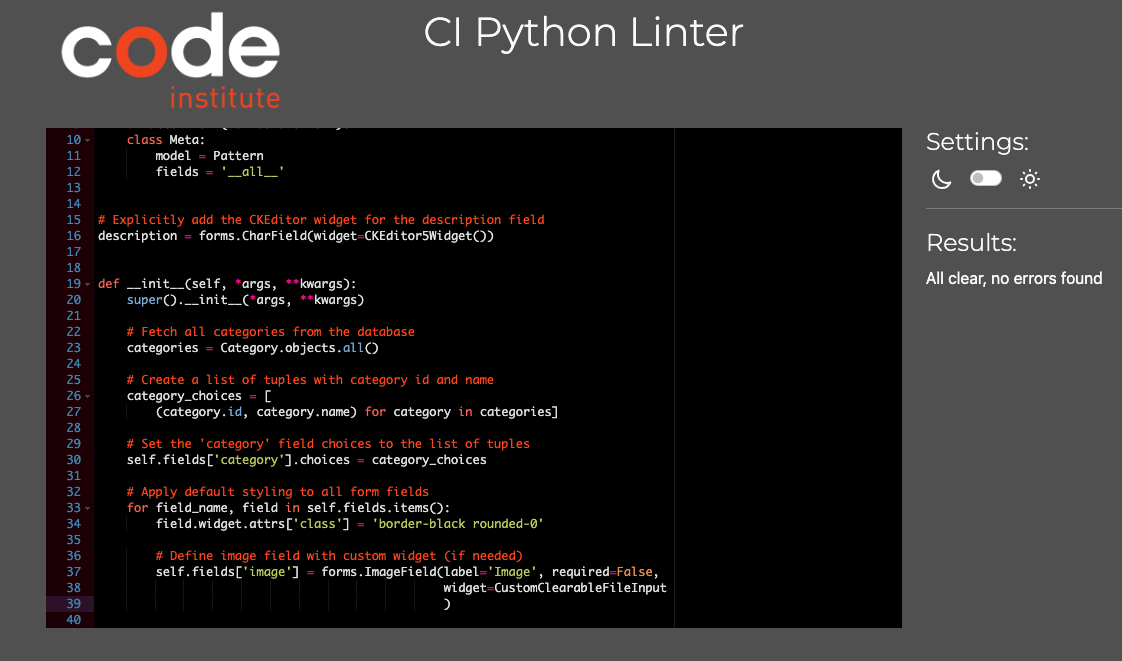 code
institute
CI Python Linter
10 class Meta:
11 model = Pattern
12 fields = '__all__'
13
14
15 # Explicitly add the CKEditor widget for the description field
16 description = forms.CharField(widget=CKEditor5Widget())
17
18
19 def __init__(self, *args, **kwargs):
20 super().__init__(*args, **kwargs)
21
22 # Fetch all categories from the database
23 categories = Category.objects.all()
24
25 # Create a list of tuples with category id and name
26 category_choices = [
27 (category.id, category.name) for category in categories]
28
29 # Set the 'category' field choices to the list of tuples
30 self.fields['category'].choices = category_choices
31
32 # Apply default styling to all form fields
33 for field_name, field in self.fields.items():
34 field.widget.attrs['class'] = 'border-black rounded-0'
35
36 # Define image field with custom widget (if needed)
37 self.fields['image'] = forms.ImageField(label='Image', required=False,
38 widget=CustomClearableFileInput
39 )
40
Settings:
Results:
All clear, no errors found